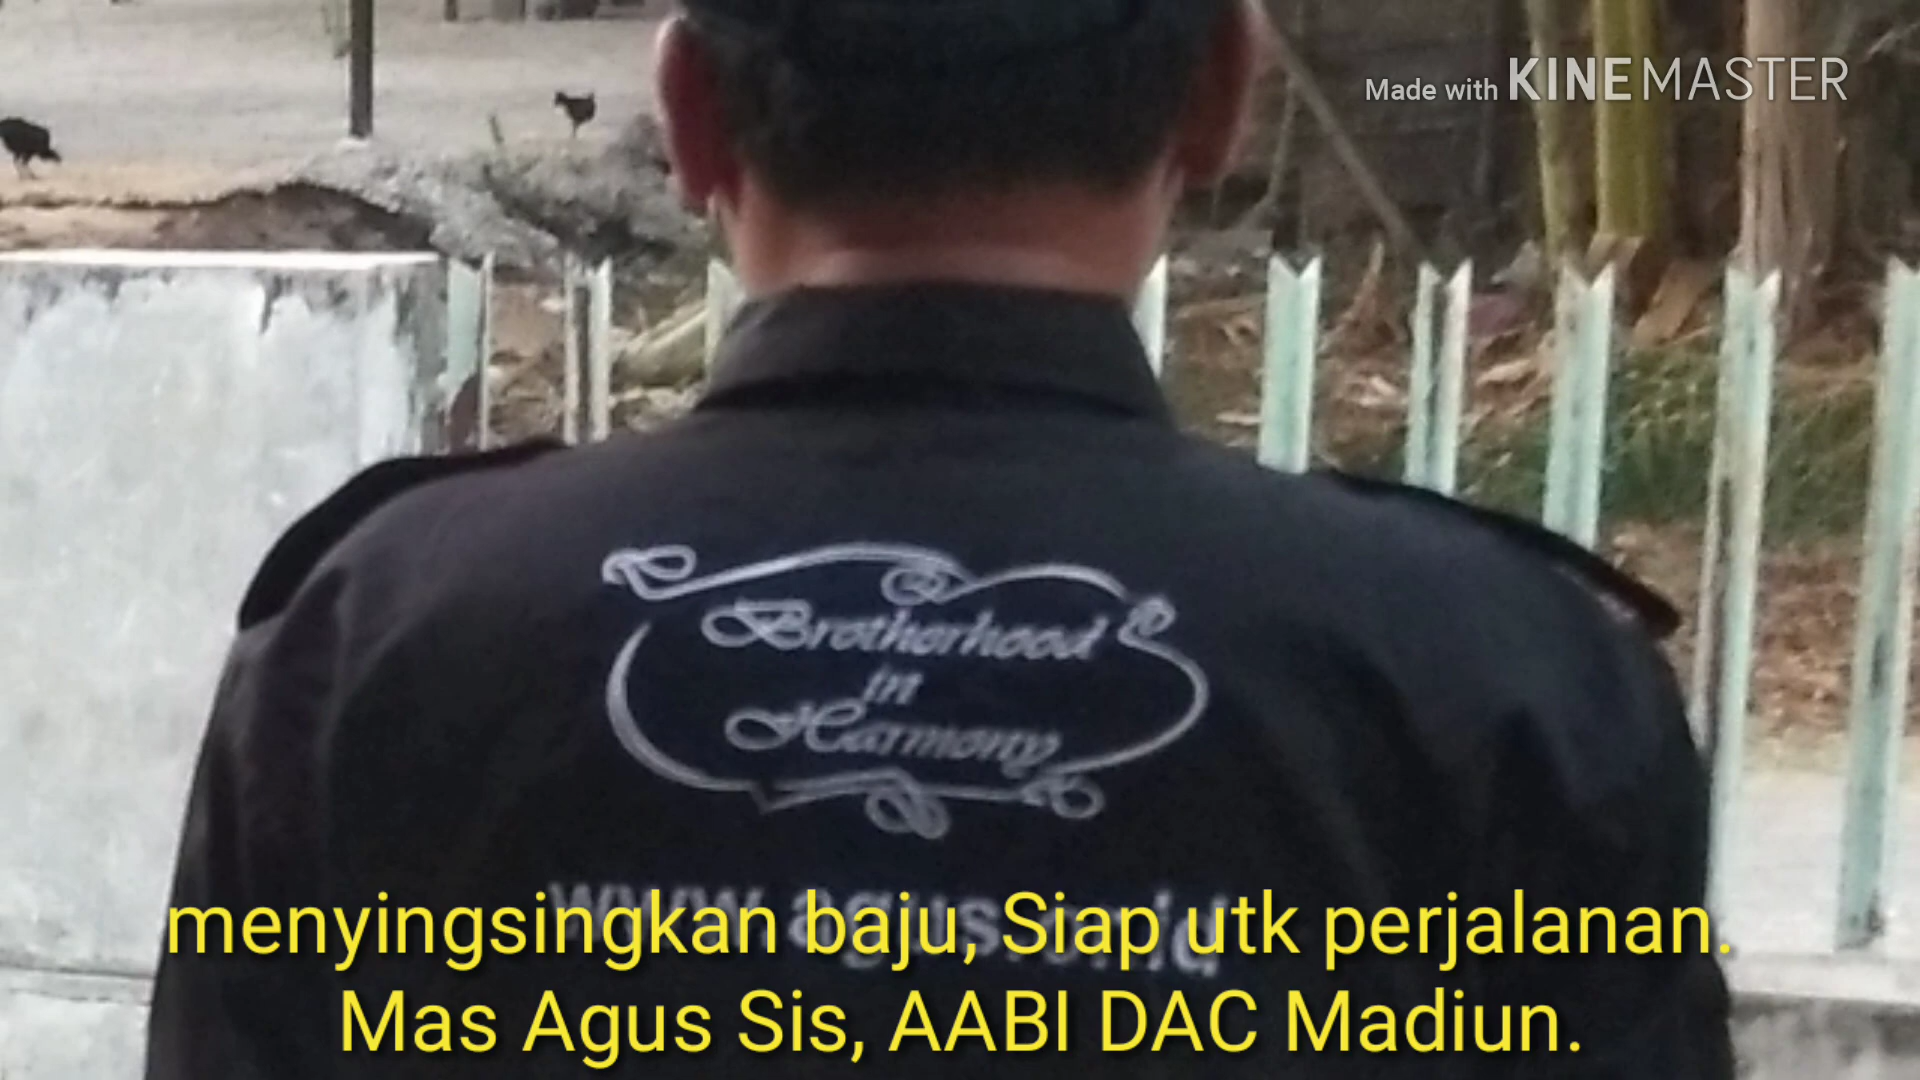 Made with KINEMASTER
Brotherhood
in
Harmony
menyingsingkan baju, Siap utk perjalanan.
Mas Agus Sis, AABI DAC Madiun.